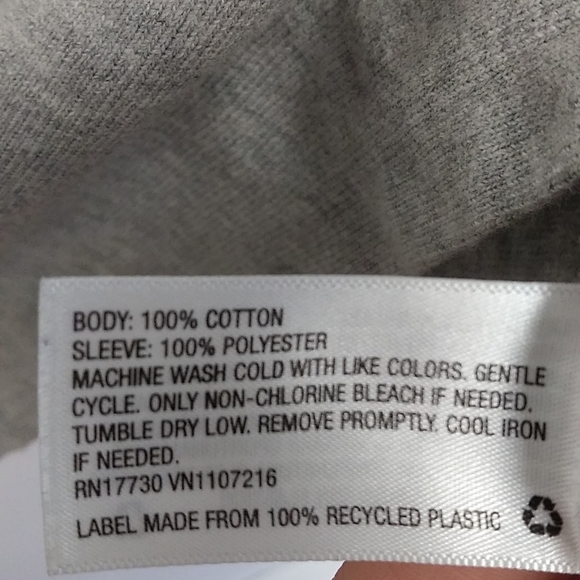 BODY: 100% COTTON
SLEEVE: 100% POLYESTER
MACHINE WASH COLD WITH LIKE COLORS. GENTLE
CYCLE. ONLY NON-CHLORINE BLEACH IF NEEDED.
TUMBLE DRY LOW. REMOVE PROMPTLY. COOL IRON
IF NEEDED.
RN17730 VN1107216
LABEL MADE FROM 100% RECYCLED PLASTIC